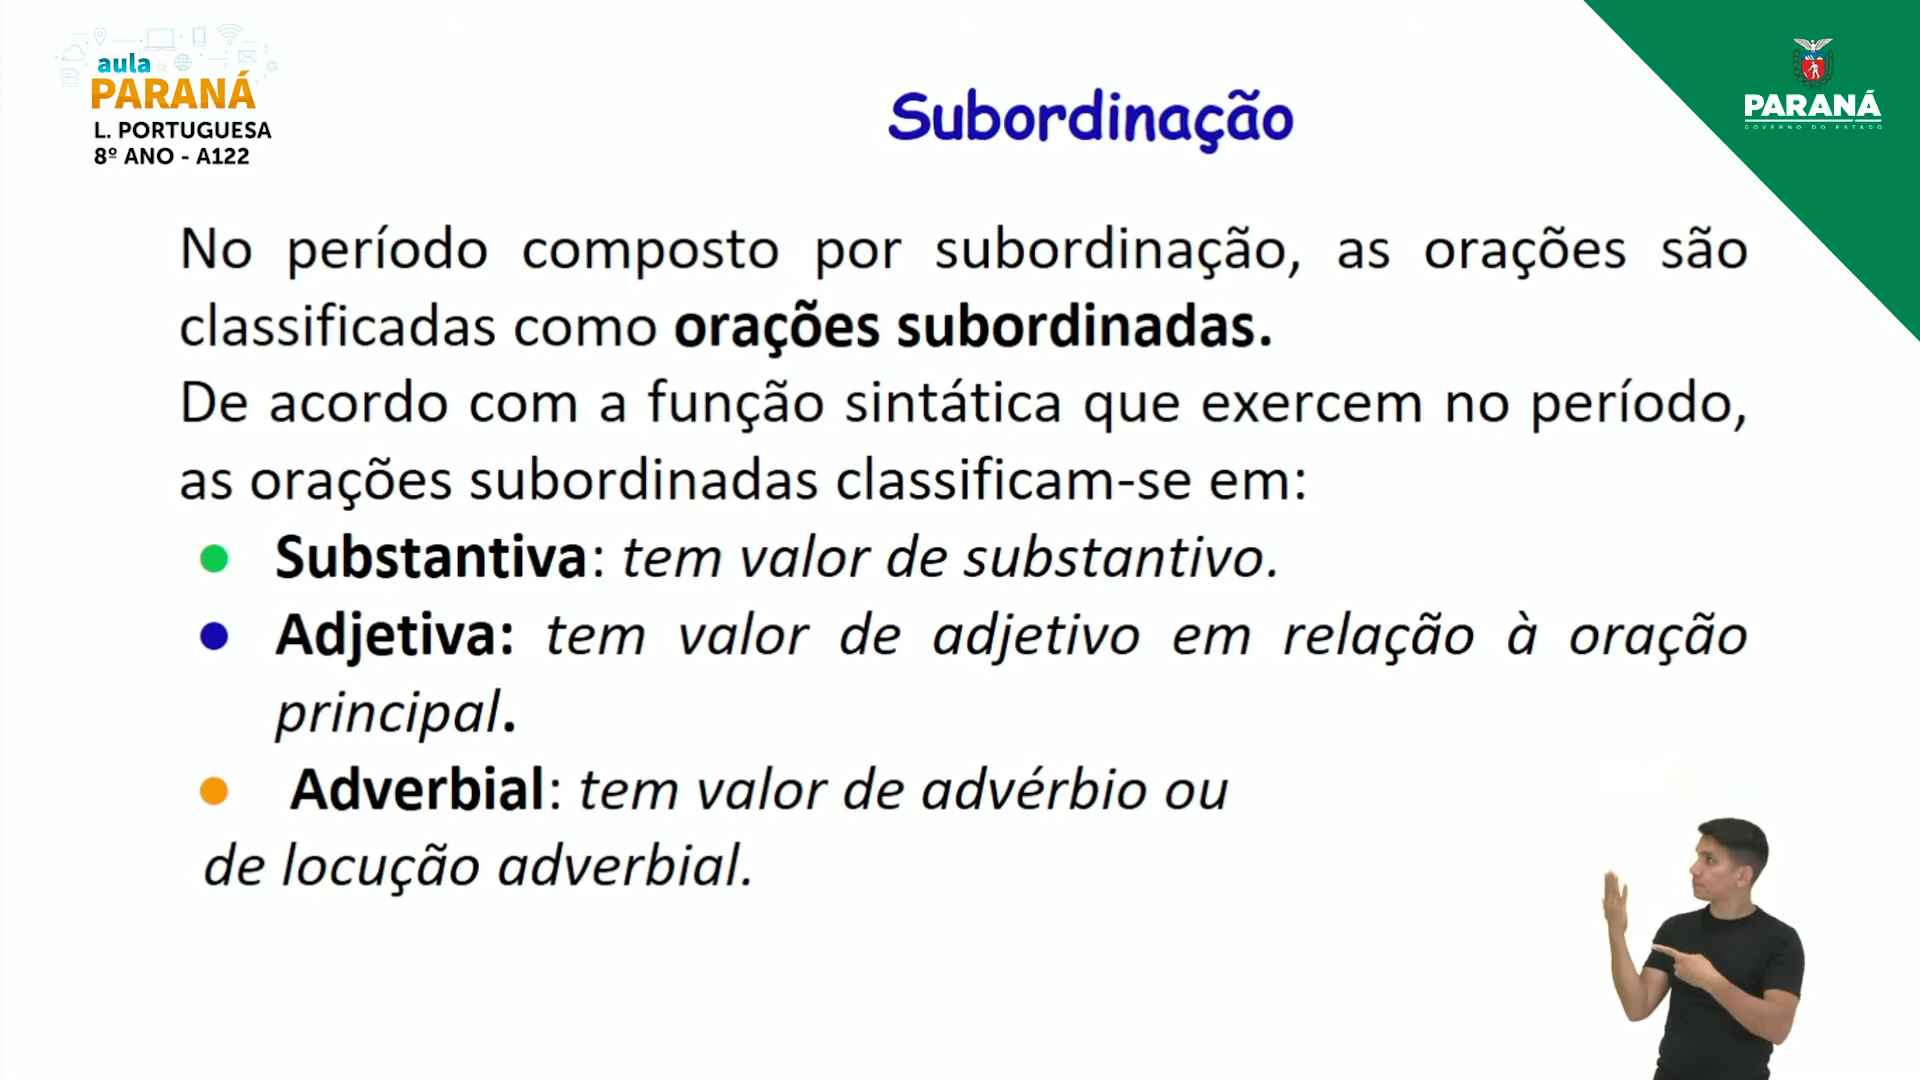 aula
PARANÁ
L. PORTUGUESA
8º ANO - A122
Subordinação
PARANÁ
GOVERNO DO ESTADO
No período composto por subordinação, as orações são
classificadas como orações subordinadas.
De acordo com a função sintática que exercem no período,
as orações subordinadas classificam-se em:
● Substantiva: tem valor de substantivo.
● Adjetiva: tem valor de adjetivo em relação à oração
principal.
● Adverbial: tem valor de advérbio ou
de locução adverbial.